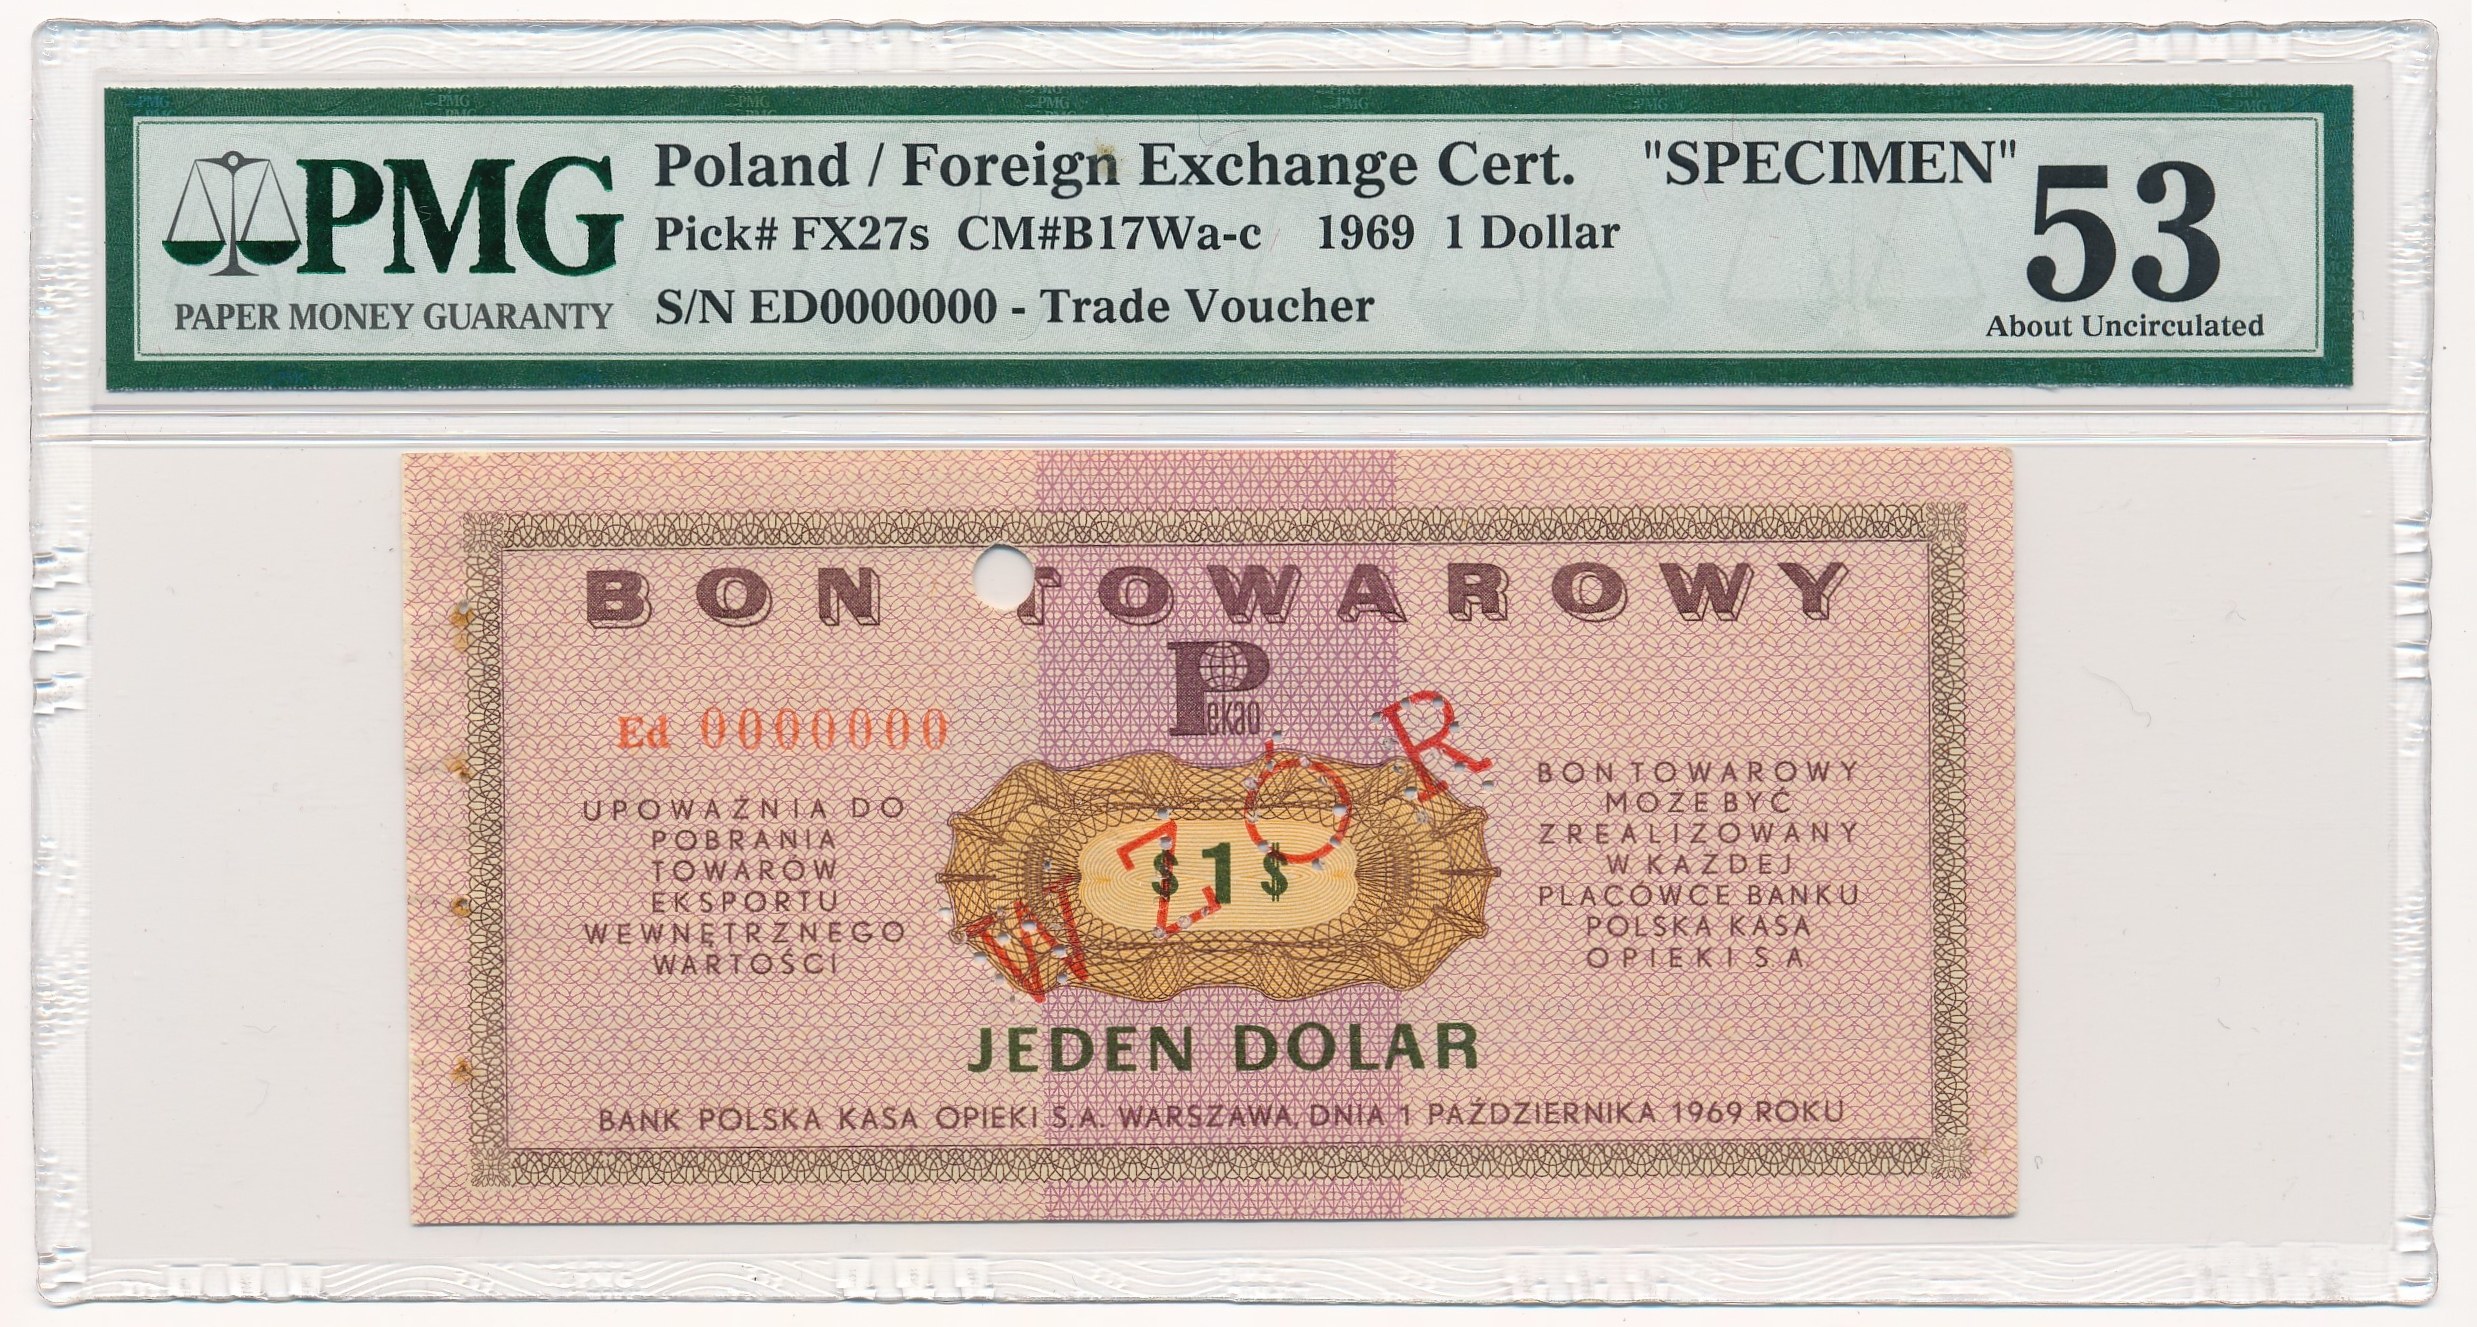 PMG
PAPER MONEY GUARANTY
Poland / Foreign Exchange Cert. "SPECIMEN"
Pick# FX27s CM#B17Wa-c 1969 1 Dollar
S/N ED0000000 - Trade Voucher
53
About Uncirculated
BON TOWAROWY
Pekao
Ed 0000000
UPOWAŻNIA DO
POBRANIA
TOWARÓW
EKSPORTU
WEWNĘTRZNEGO
WARTOŚCI
$1$
WZÓR
BON TOWAROWY
MOŻE BYĆ
ZREALIZOWANY
W KAŻDEJ
PLACÓWCE BANKU
POLSKA KASA
OPIEKI S.A.
JEDEN DOLAR
BANK POLSKA KASA OPIEKI S.A. WARSZAWA, DNIA 1 PAŹDZIERNIKA 1969 ROKU